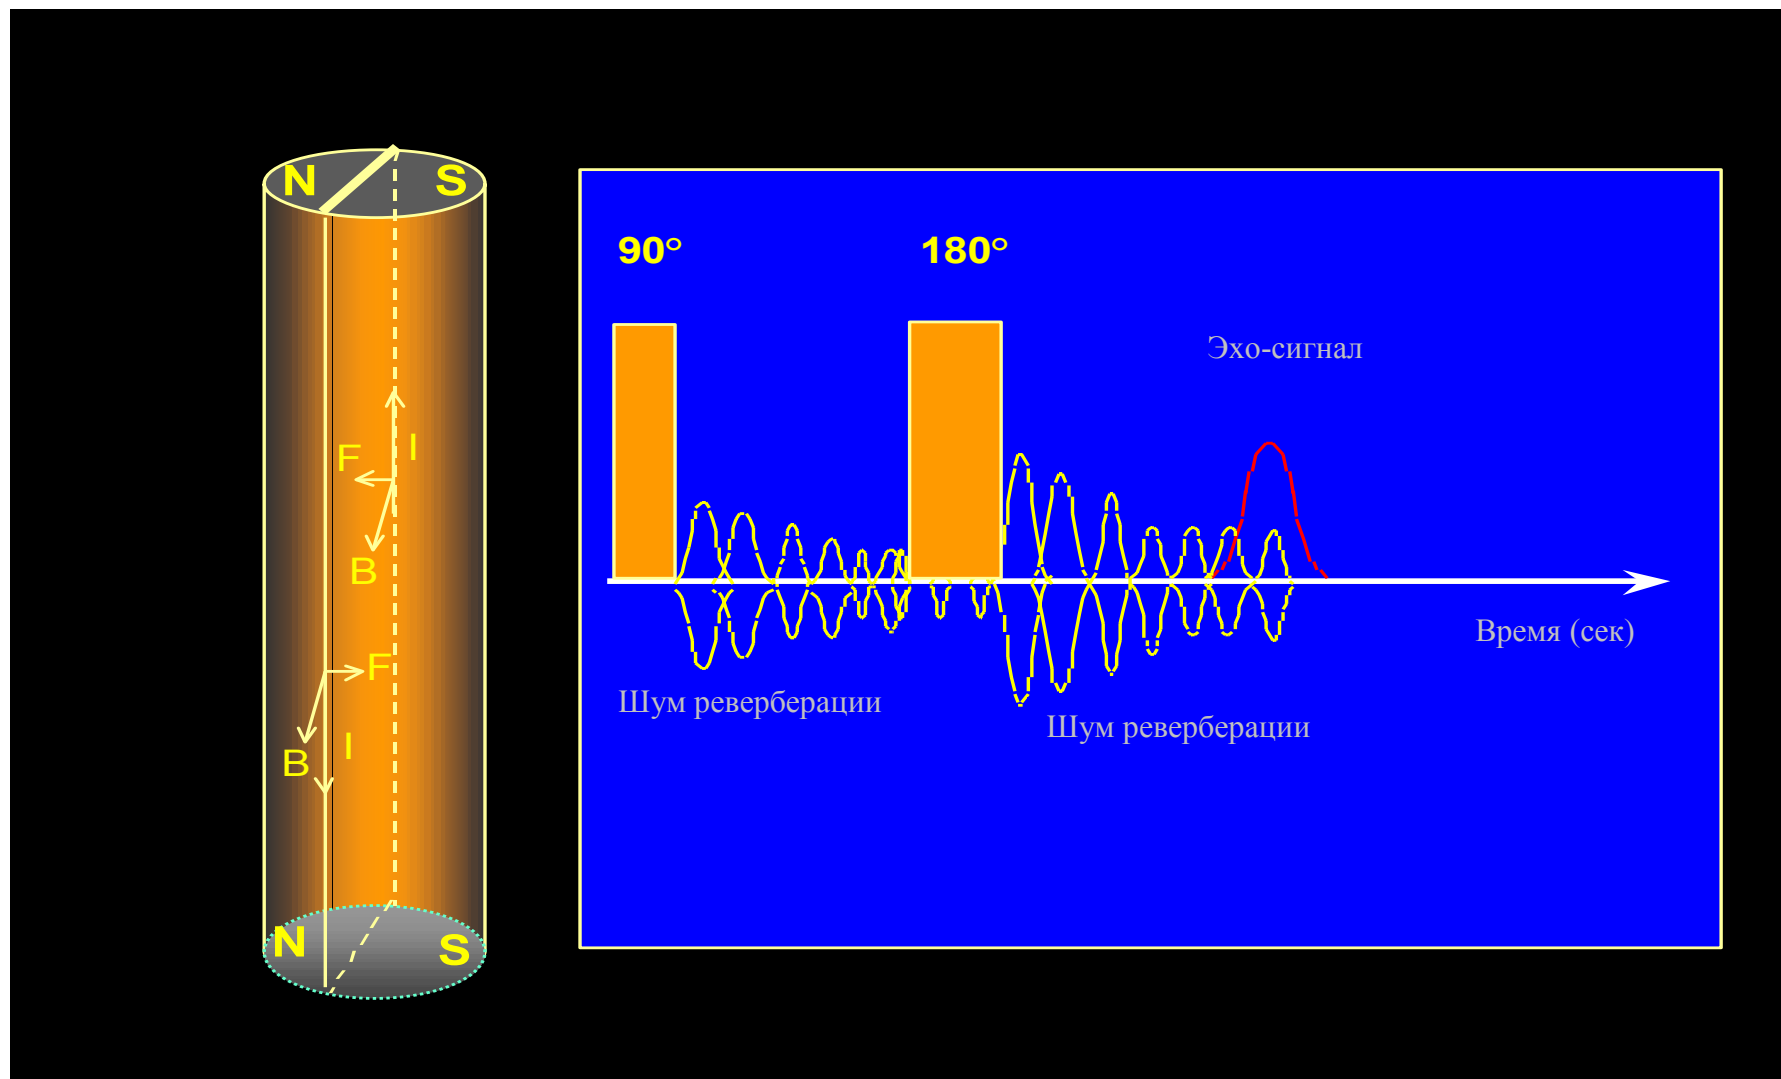 N S
F I
B
F
B I
N S
90° 180°
Эхо-сигнал
Время (сек)
Шум реверберации
Шум реверберации